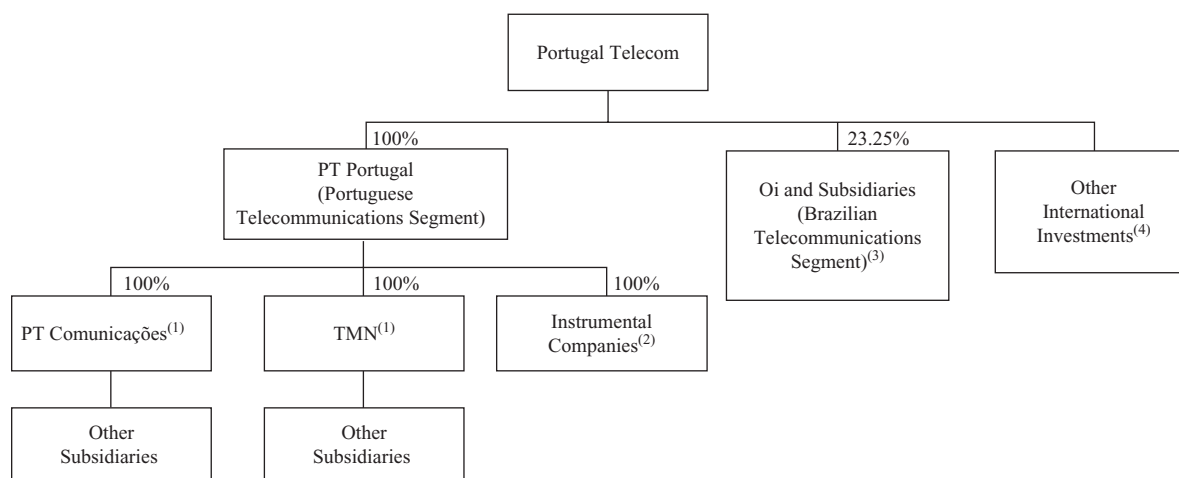 Portugal Telecom
100%
23.25%
PT Portugal
(Portuguese
Telecommunications Segment)
Oi and Subsidiaries
(Brazilian
Telecommunications
Segment)(3)
Other
International
Investments(4)
100%
100%
100%
PT Comunicações(1)
TMN(1)
Instrumental
Companies(2)
Other
Subsidiaries
Other
Subsidiaries